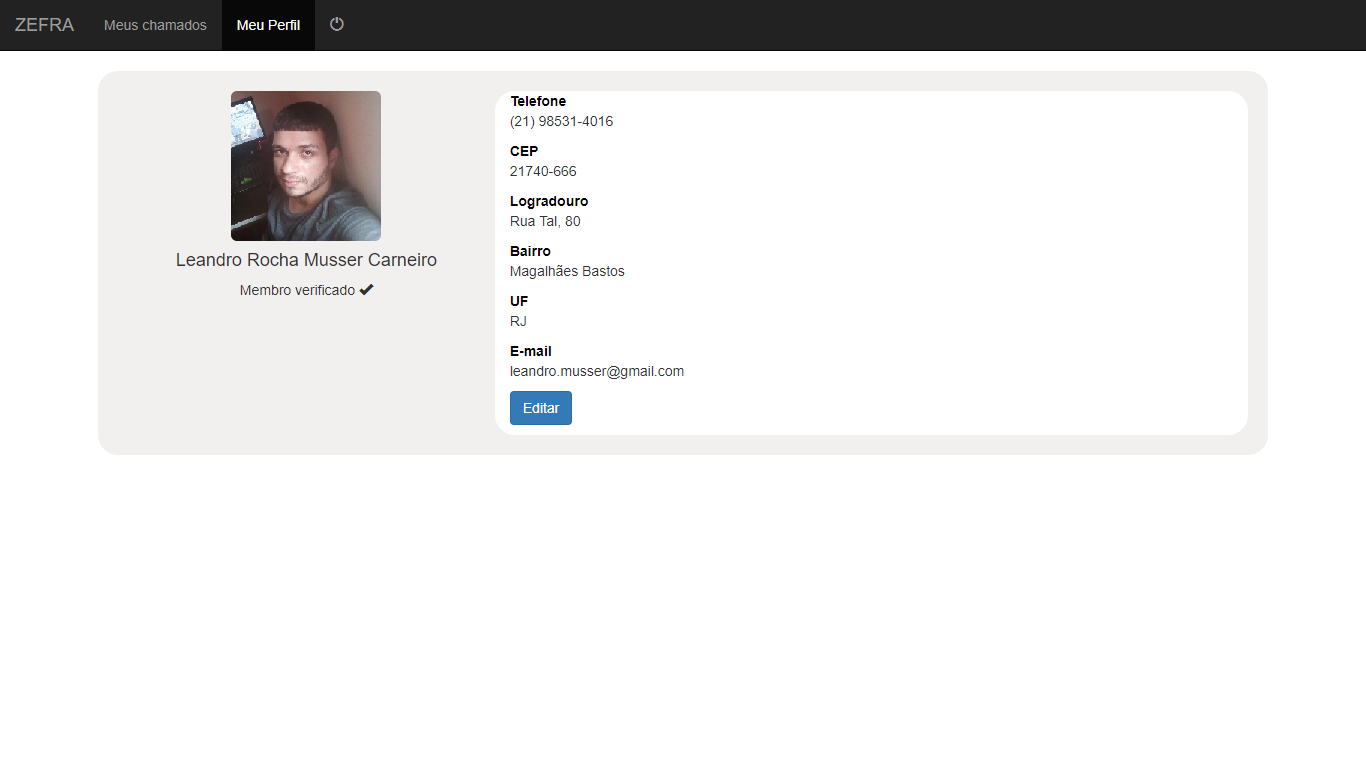 ZEFRA Meus chamados Meu Perfil
Leandro Rocha Musser Carneiro
Membro verificado
Telefone
(21) 98531-4016
CEP
21740-666
Logradouro
Rua Tal, 80
Bairro
Magalhães Bastos
UF
RJ
E-mail
leandro.musser@gmail.com
Editar